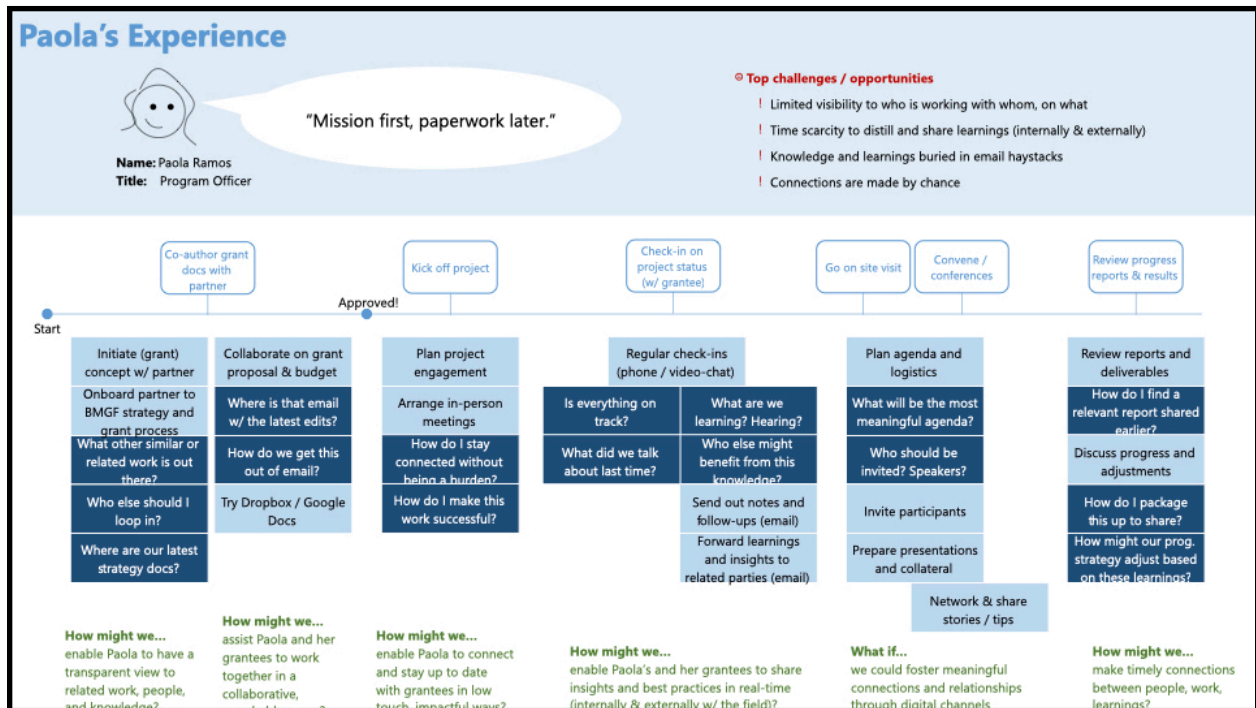 Paola's Experience
"Mission first, paperwork later."
Name: Paola Ramos
Title: Program Officer
Top challenges / opportunities
! Limited visibility to who is working with whom, on what
! Time scarcity to distill and share learnings (internally & externally)
! Knowledge and learnings buried in email haystacks
! Connections are made by chance
Co-author grant
docs with
partner
Kick off project
Check-in on
project status
(w/ grantee)
Go on site visit
Convene /
conferences
Review progress
reports & results
Start
Approved!
Initiate (grant)
concept w/ partner
Onboard partner to
BMGF strategy and
grant process
What other similar or
related work is out
there?
Who else should I
loop in?
Where are our latest
strategy docs?
Collaborate on grant
proposal & budget
Where is that email
w/ the latest edits?
How do we get this
out of email?
Try Dropbox / Google
Docs
Plan project
engagement
Arrange in-person
meetings
How do I stay
connected without
being a burden?
How do I make this
work successful?
Regular check-ins
(phone / video-chat)
Is everything on
track?
What did we talk
about last time?
What are we
learning? Hearing?
Who else might
benefit from this
knowledge?
Send out notes and
follow-ups (email)
Forward learnings
and insights to
related parties (email)
Plan agenda and
logistics
What will be the most
meaningful agenda?
Who should be
invited? Speakers?
Invite participants
Prepare presentations
and collateral
Network & share
stories / tips
Review reports and
deliverables
How do I find a
relevant report shared
earlier?
Discuss progress and
adjustments
How do I package
this up to share?
How might our prog.
strategy adjust based
on these learnings?
How might we...
enable Paola to have a
transparent view to
related work, people,
and knowledge?
How might we...
assist Paola and her
grantees to work
together in a
collaborative,
How might we...
enable Paola to connect
and stay up to date
with grantees in low
touch, impactful ways?
How might we...
enable Paola's and her grantees to share
insights and best practices in real-time
(internally & externally w/ the field)?
What if...
we could foster meaningful
connections and relationships
through digital channels
How might we...
make timely connections
between people, work,
learnings?